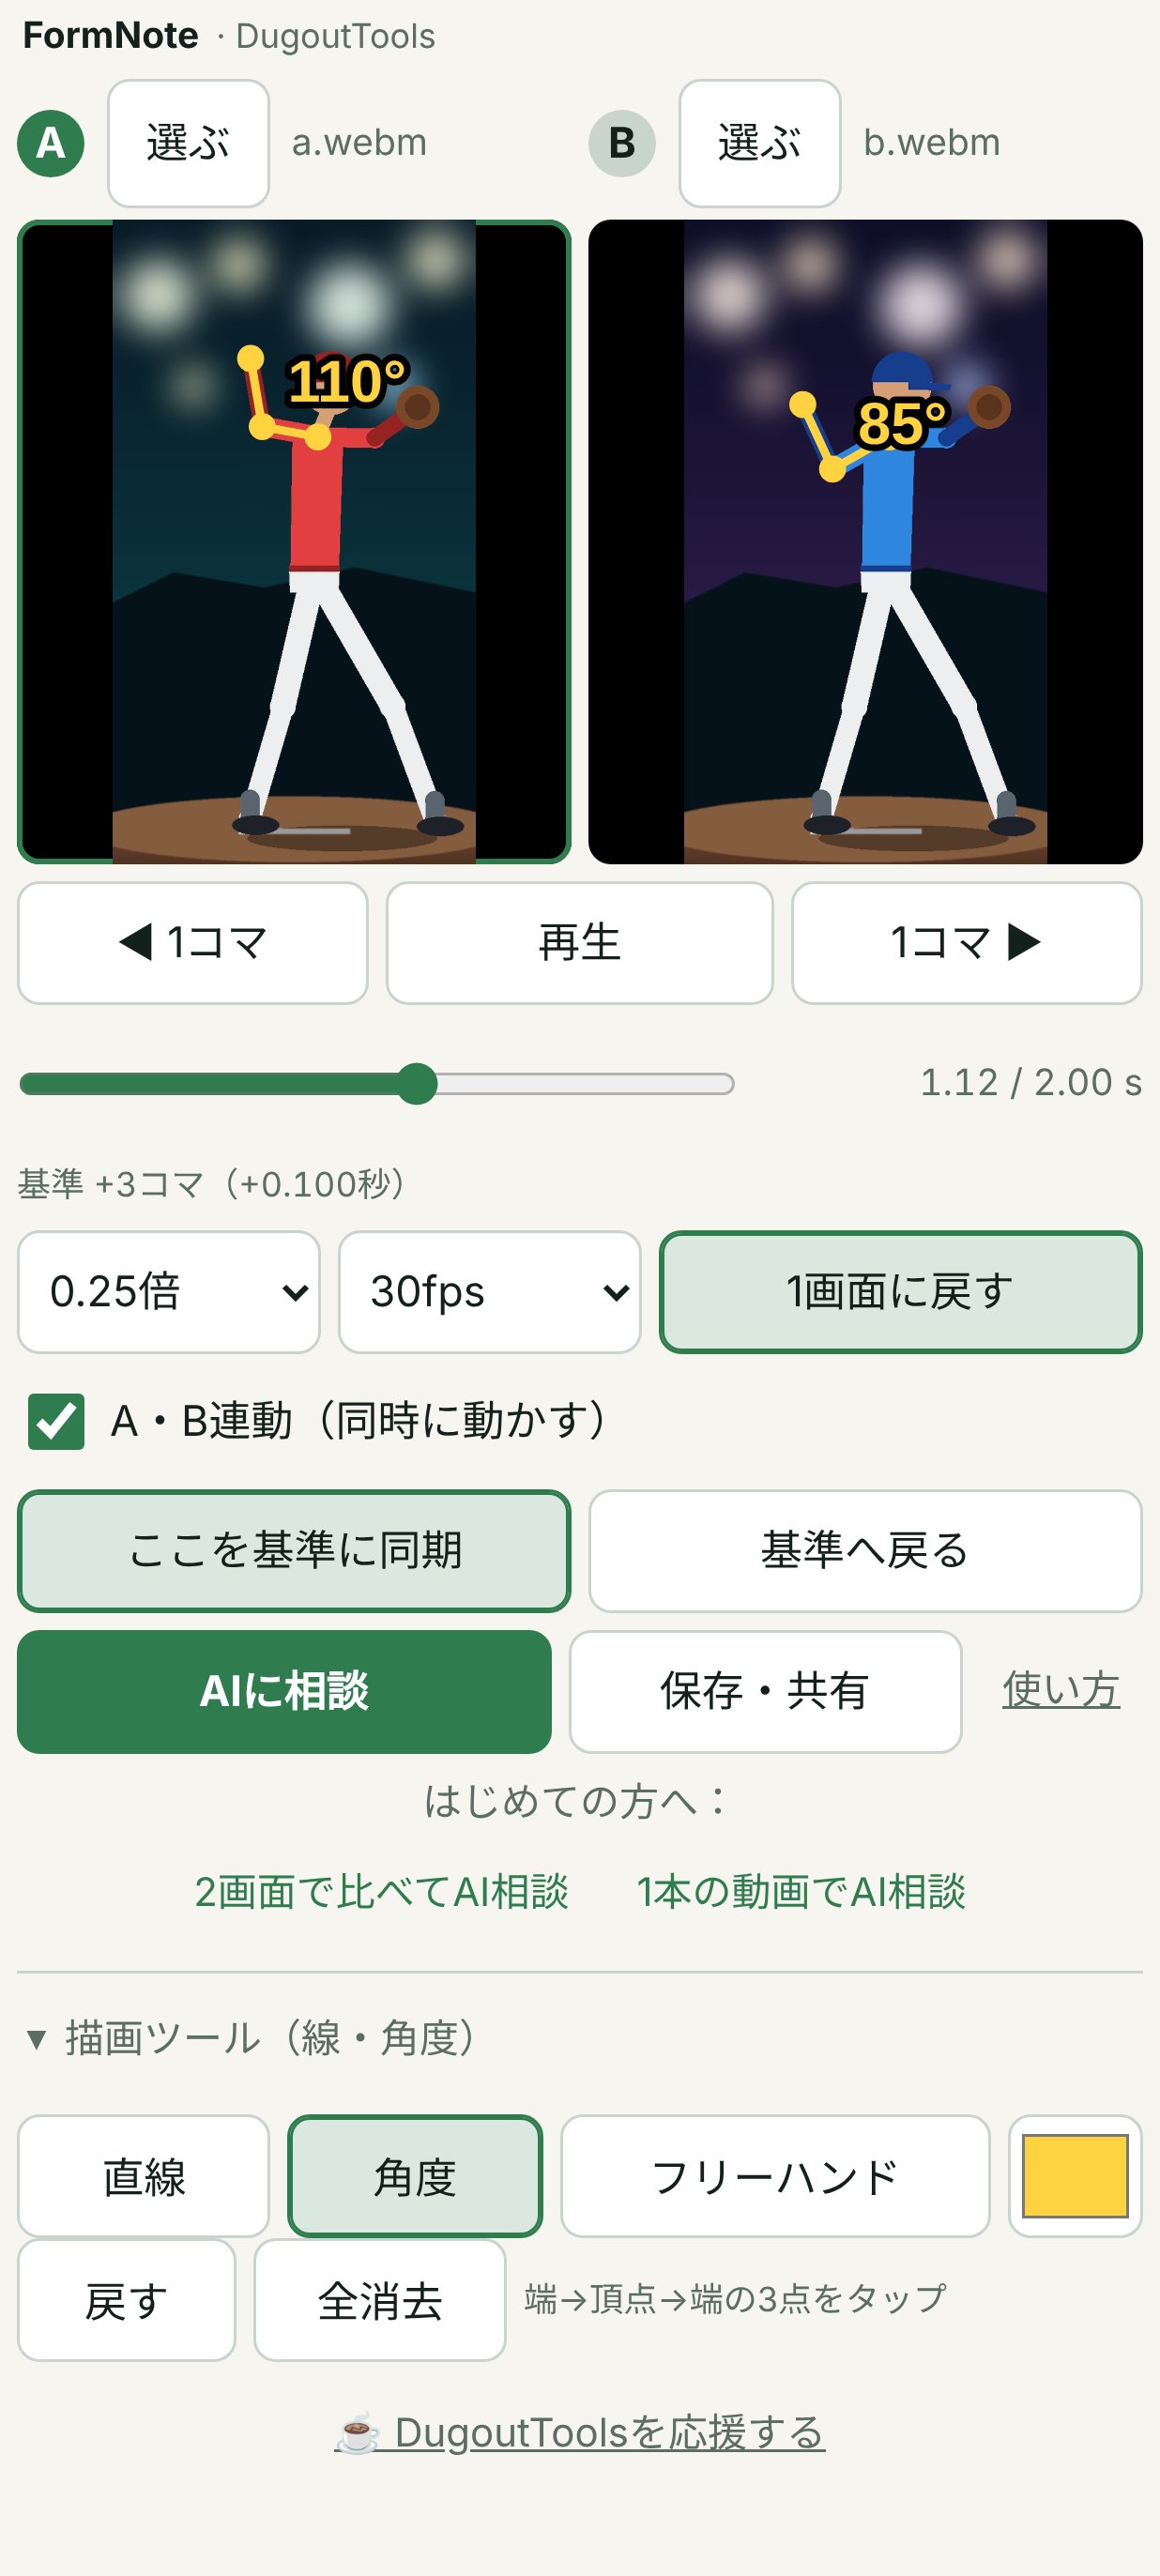 FormNote · DugoutTools
A 選ぶ a.webm B 選ぶ b.webm
110°
85°
◀ 1コマ 再生 1コマ ▶
1.12 / 2.00 s
基準 +3コマ（+0.100秒）
0.25倍 30fps 1画面に戻す
A・B連動（同時に動かす）
ここを基準に同期 基準へ戻る
AIに相談 保存・共有 使い方
はじめての方へ：
2画面で比べてAI相談 1本の動画でAI相談
▼ 描画ツール（線・角度）
直線 角度 フリーハンド
戻す 全消去 端→頂点→端の3点をタップ
☕ DugoutToolsを応援する